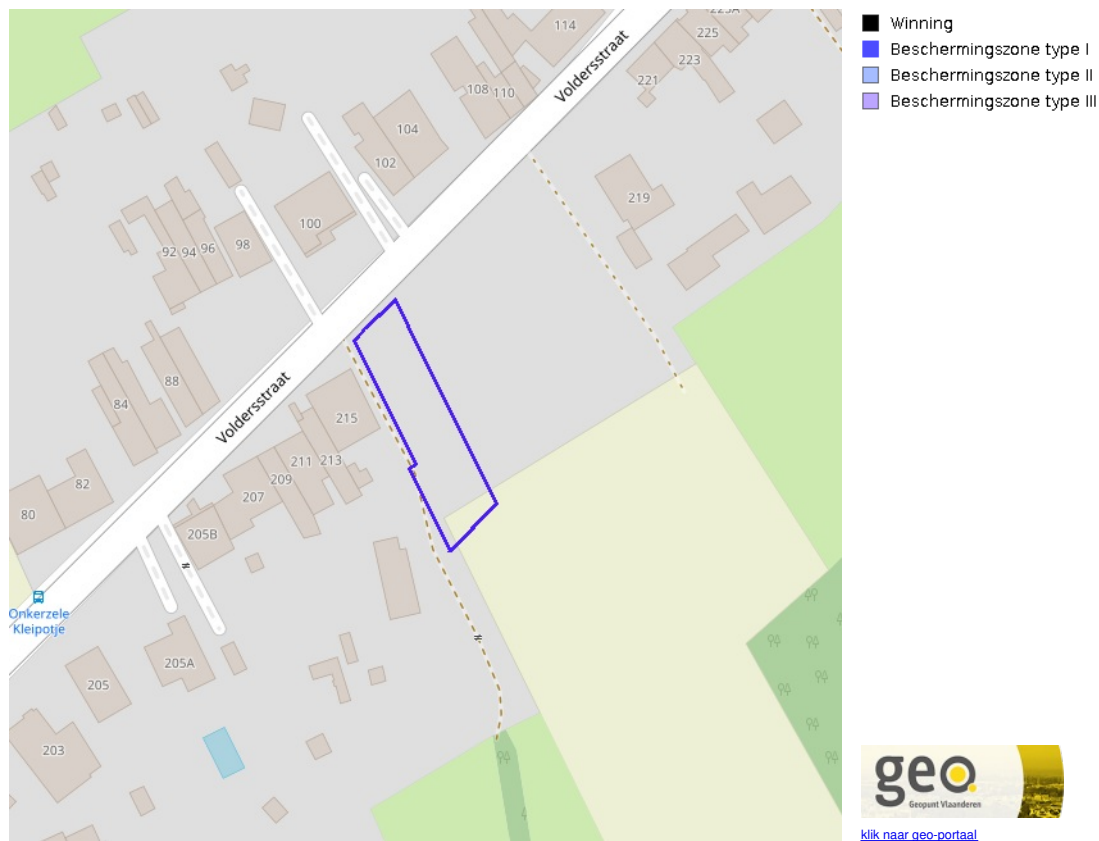 114
223A
225
223
221
108
110
Voldersstraat
104
102
219
100
98
96
94
92
88
84
82
80
Voldersstraat
215
213
211
209
207
205B
Onkerzele
Kleipotje
205A
205
203
Winning
Beschermingszone type I
Beschermingszone type II
Beschermingszone type III
geo.
Geopunt Vlaanderen
klik naar geo-portaal